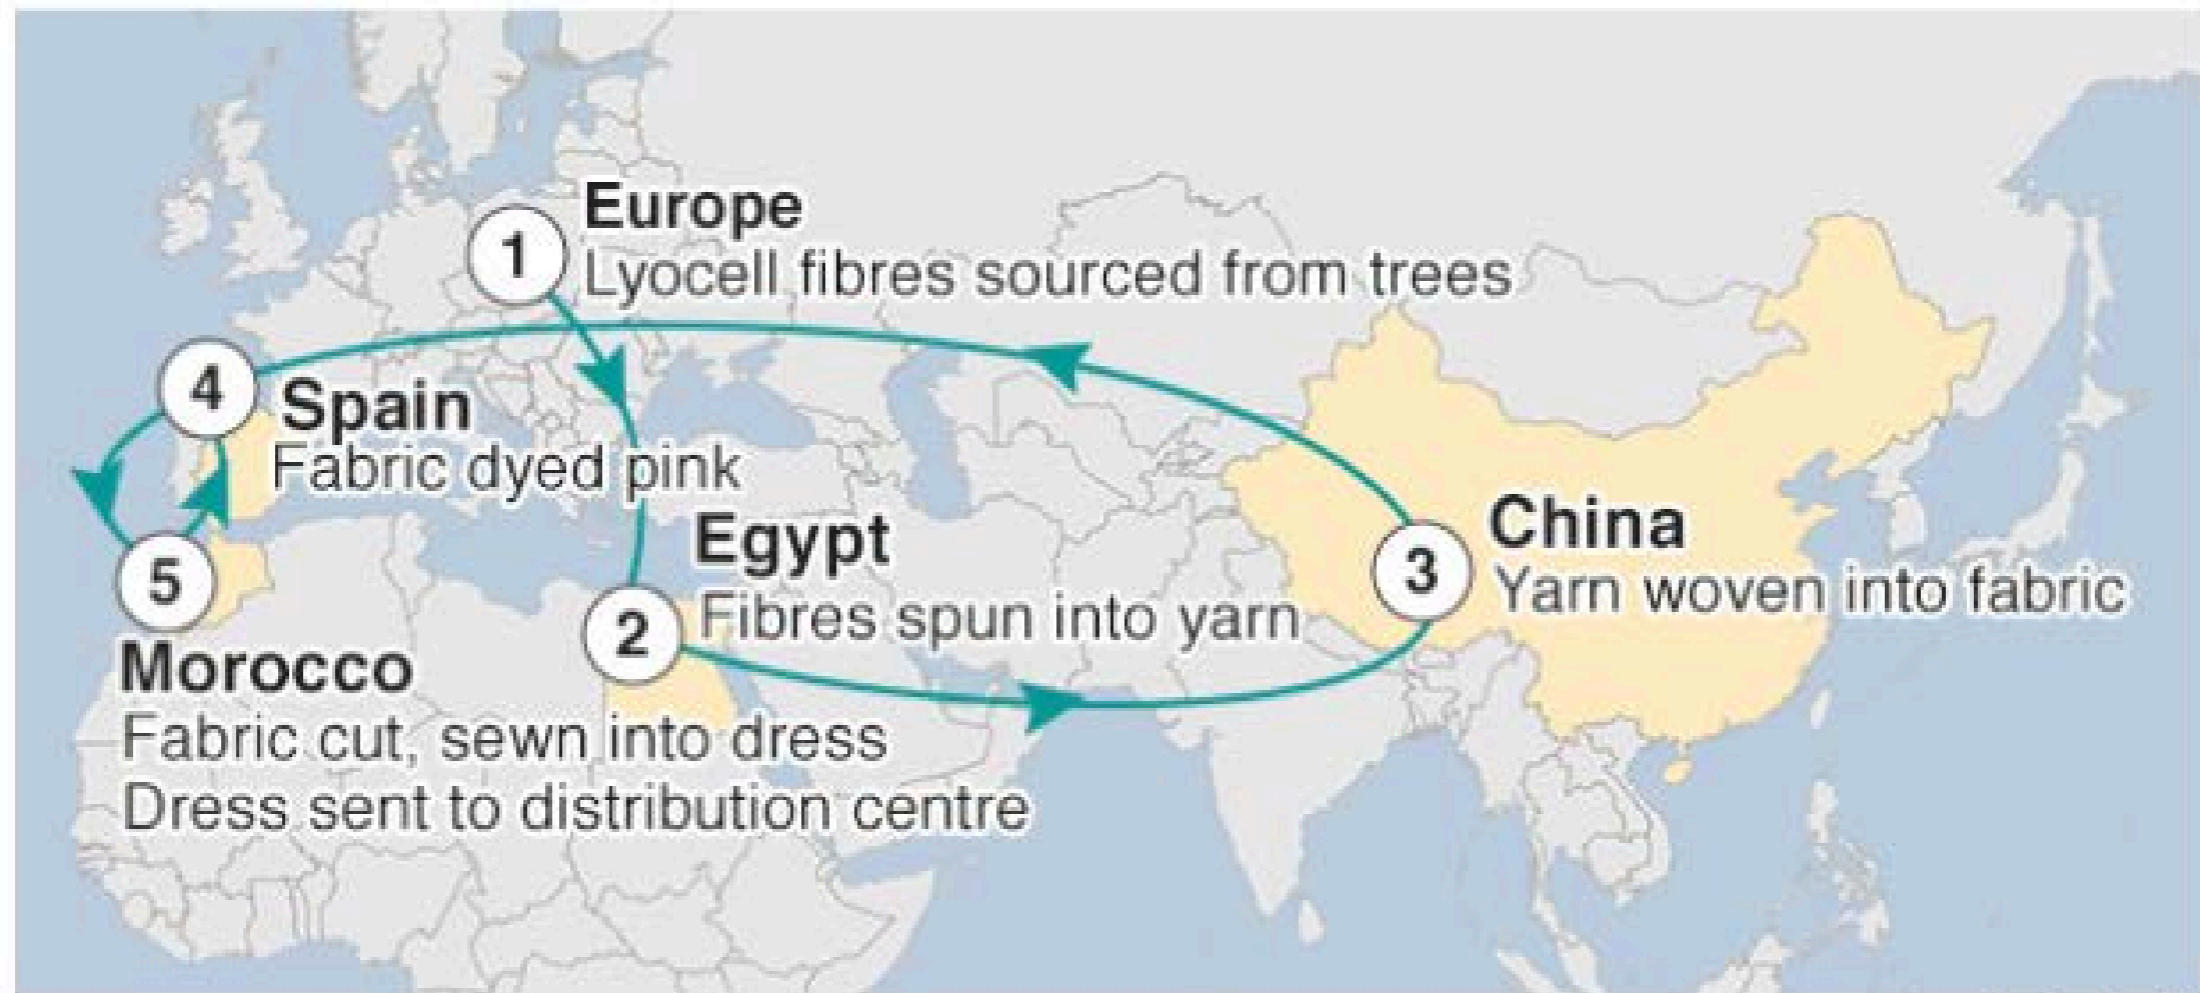 1
Europe
Lyocell fibres sourced from trees
2
Egypt
Fibres spun into yarn
3
China
Yarn woven into fabric
4
Spain
Fabric dyed pink
5
Morocco
Fabric cut, sewn into dress
Dress sent to distribution centre